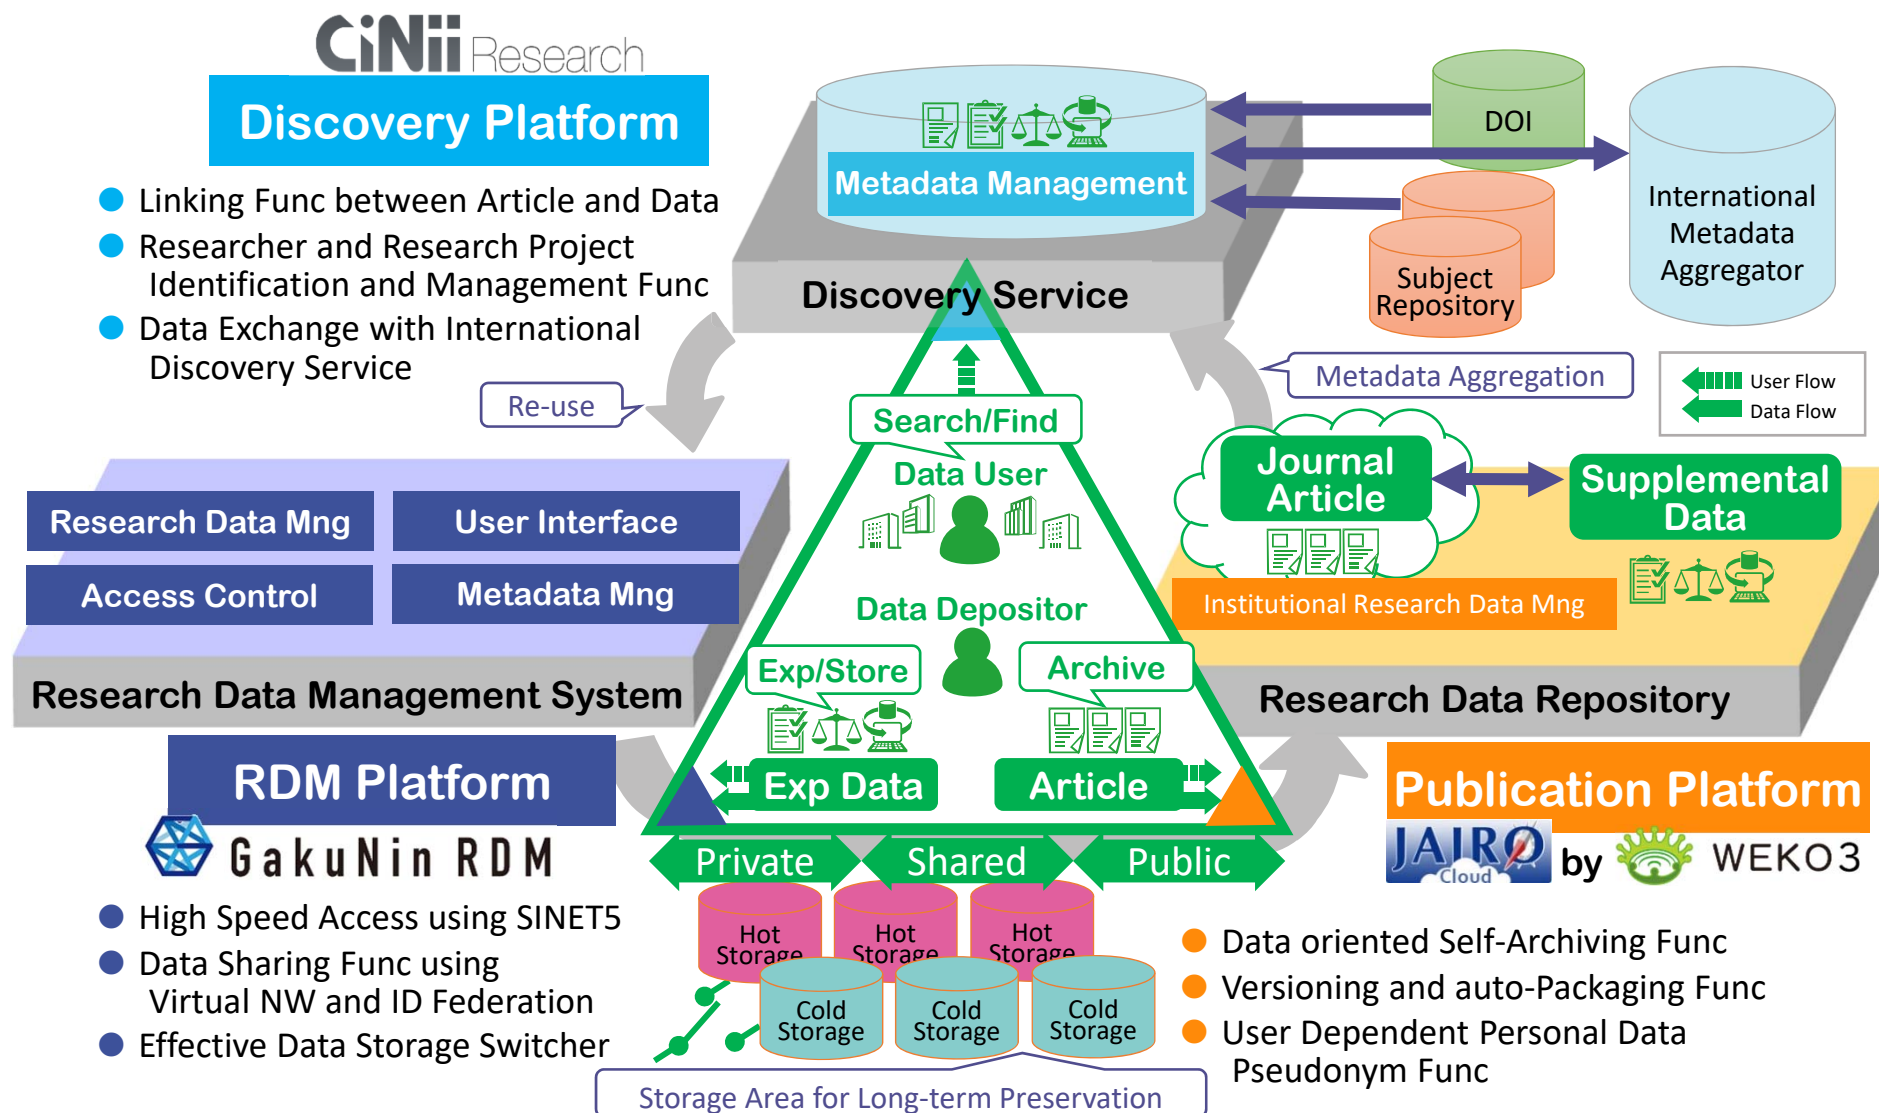 CiNii Research
Discovery Platform
Linking Func between Article and Data
Researcher and Research Project
Identification and Management Func
Data Exchange with International
Discovery Service
Metadata Management
Discovery Service
DOI
Subject
Repository
International
Metadata
Aggregator
Re-use
Metadata Aggregation
User Flow
Data Flow
Search/Find
Data User
Data Depositor
Exp/Store
Archive
Exp Data
Article
Research Data Mng
User Interface
Access Control
Metadata Mng
Research Data Management System
Journal
Article
Supplemental
Data
Institutional Research Data Mng
Research Data Repository
RDM Platform
GakuNin RDM
High Speed Access using SINET5
Data Sharing Func using
Virtual NW and ID Federation
Effective Data Storage Switcher
Private
Shared
Public
Hot
Storage
Hot
Storage
Hot
Storage
Cold
Storage
Cold
Storage
Cold
Storage
Storage Area for Long-term Preservation
Publication Platform
JAIRO
Cloud
by
WEKO3
Data oriented Self-Archiving Func
Versioning and auto-Packaging Func
User Dependent Personal Data
Pseudonym Func